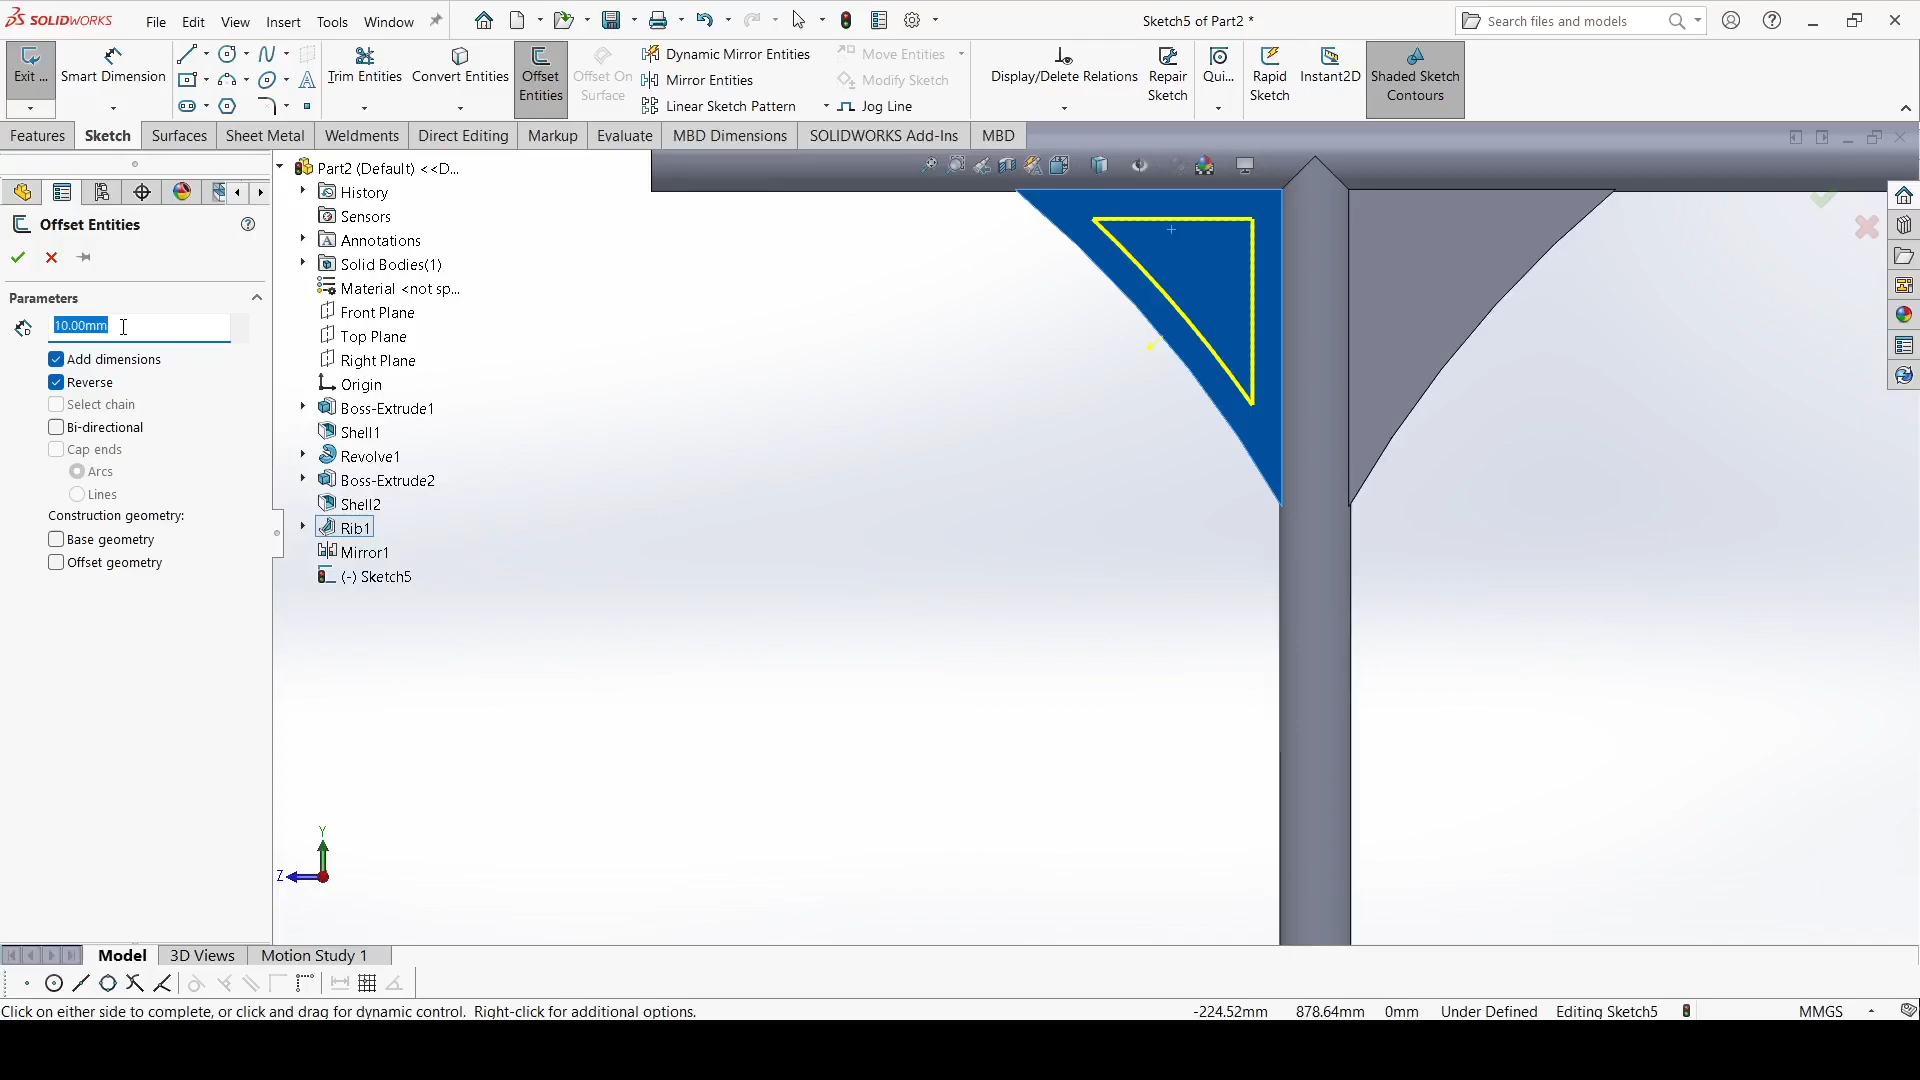 SOLIDWORKS File Edit View Insert Tools Window Sketch5 of Part2 * Search files and models
Exit ... Smart Dimension Trim Entities Convert Entities Offset Entities Offset On Surface Dynamic Mirror Entities Move Entities Display/Delete Relations Repair Sketch Qui... Rapid Sketch Instant2D Shaded Sketch Contours
Mirror Entities Modify Sketch
Linear Sketch Pattern Jog Line
Features Sketch Surfaces Sheet Metal Weldments Direct Editing Markup Evaluate MBD Dimensions SOLIDWORKS Add-Ins MBD
Offset Entities
Parameters
10.00mm
Add dimensions
Reverse
Select chain
Bi-directional
Cap ends
Arcs
Lines
Construction geometry:
Base geometry
Offset geometry
Part2 (Default) <<D...
History
Sensors
Annotations
Solid Bodies(1)
Material <not sp...
Front Plane
Top Plane
Right Plane
Origin
Boss-Extrude1
Shell1
Revolve1
Boss-Extrude2
Shell2
Rib1
Mirror1
(-) Sketch5
Y
Z
Model 3D Views Motion Study 1
Click on either side to complete, or click and drag for dynamic control. Right-click for additional options. -224.52mm 878.64mm 0mm Under Defined Editing Sketch5 MMGS